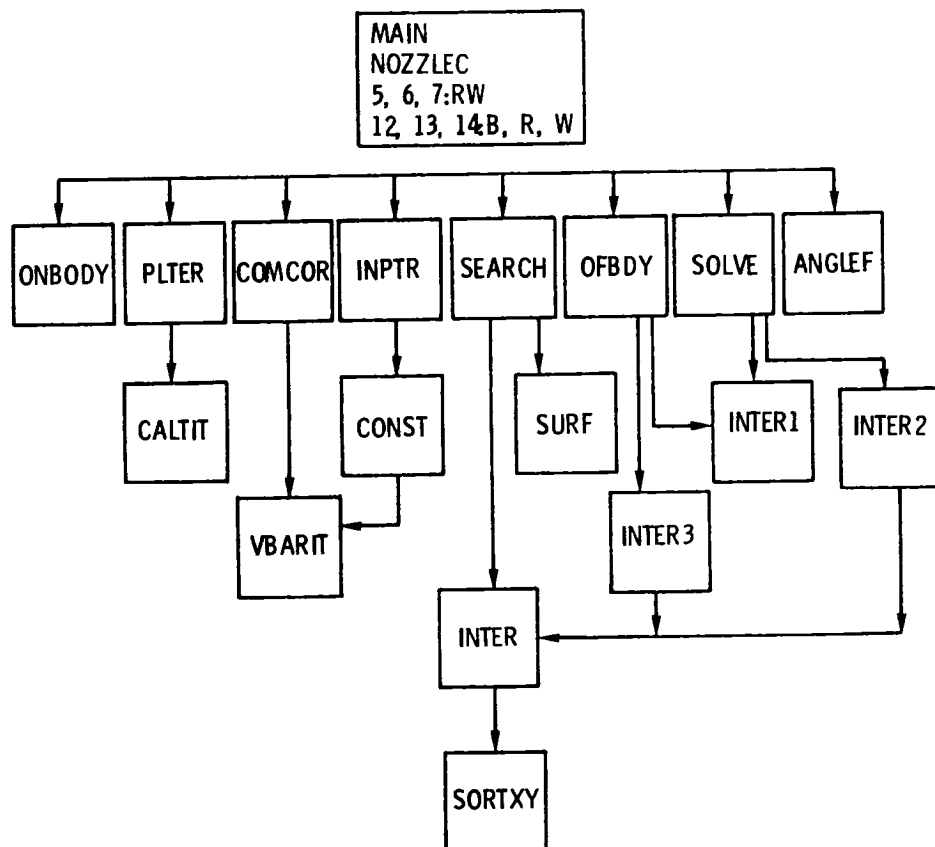 MAIN
NOZZLEC
5, 6, 7:RW
12, 13, 14:B, R, W
ONBODY
PLTER
COMCOR
INPTR
SEARCH
OFBDY
SOLVE
ANGLEF
CALTIT
CONST
SURF
INTER1
INTER2
VBARIT
INTER3
INTER
SORTXY